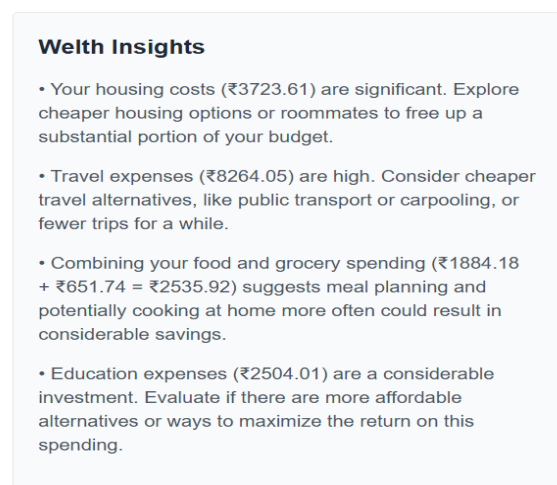 Welth Insights
• Your housing costs (₹3723.61) are significant. Explore
cheaper housing options or roommates to free up a
substantial portion of your budget.
• Travel expenses (₹8264.05) are high. Consider cheaper
travel alternatives, like public transport or carpooling, or
fewer trips for a while.
• Combining your food and grocery spending (₹1884.18
+ ₹651.74 = ₹2535.92) suggests meal planning and
potentially cooking at home more often could result in
considerable savings.
• Education expenses (₹2504.01) are a considerable
investment. Evaluate if there are more affordable
alternatives or ways to maximize the return on this
spending.